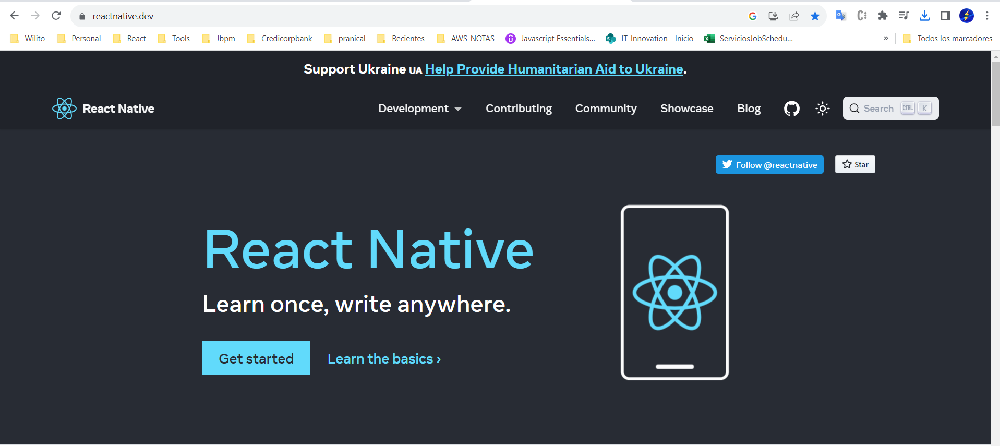 reactnative.dev
Wilito Personal React Tools Jbpm Credicorpbank pranical Recientes AWS-NOTAS Javascript Essentials... IT-Innovation - Inicio ServiciosJobSchedu... » Todos los marcadores
Support Ukraine UA Help Provide Humanitarian Aid to Ukraine.
React Native Development Contributing Community Showcase Blog Search CTRL K
Follow @reactnative Star
React Native
Learn once, write anywhere.
Get started Learn the basics ›